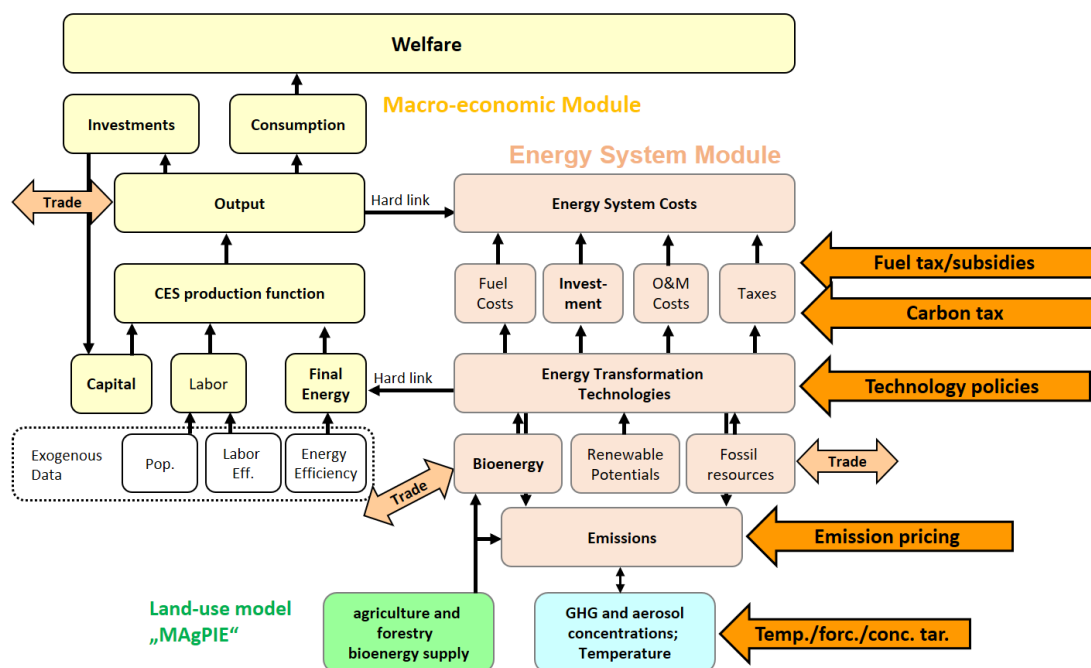 Welfare
Macro-economic Module
Investments
Consumption
Energy System Module
Trade
Output
Hard link
Energy System Costs
Fuel
Costs
Invest-
ment
O&M
Costs
Taxes
Fuel tax/subsidies
CES production function
Carbon tax
Capital
Labor
Final
Energy
Hard link
Energy Transformation
Technologies
Technology policies
Exogenous
Data
Pop.
Labor
Eff.
Energy
Efficiency
Trade
Bioenergy
Renewable
Potentials
Fossil
resources
Trade
Emissions
Emission pricing
Land-use model
„MAgPIE“
agriculture and
forestry
bioenergy supply
GHG and aerosol
concentrations;
Temperature
Temp./forc./conc. tar.